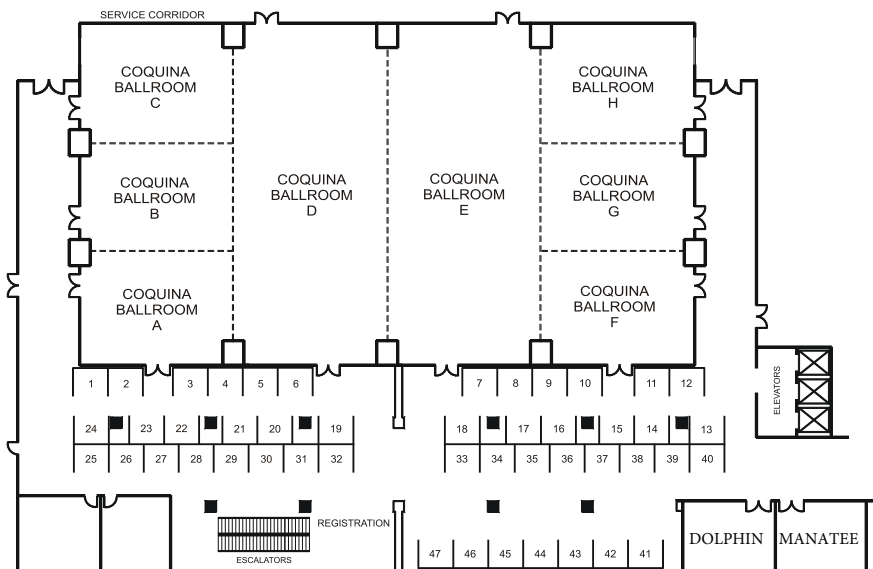 SERVICE CORRIDOR
COQUINA
BALLROOM
C
COQUINA
BALLROOM
H
COQUINA
BALLROOM
B
COQUINA
BALLROOM
D
COQUINA
BALLROOM
E
COQUINA
BALLROOM
G
COQUINA
BALLROOM
A
COQUINA
BALLROOM
F
ELEVATORS
1 2 3 4 5 6 7 8 9 10 11 12
24 23 22 21 20 19 18 17 16 15 14 13
25 26 27 28 29 30 31 32 33 34 35 36 37 38 39 40
REGISTRATION
ESCALATORS
DOLPHIN MANATEE
47 46 45 44 43 42 41